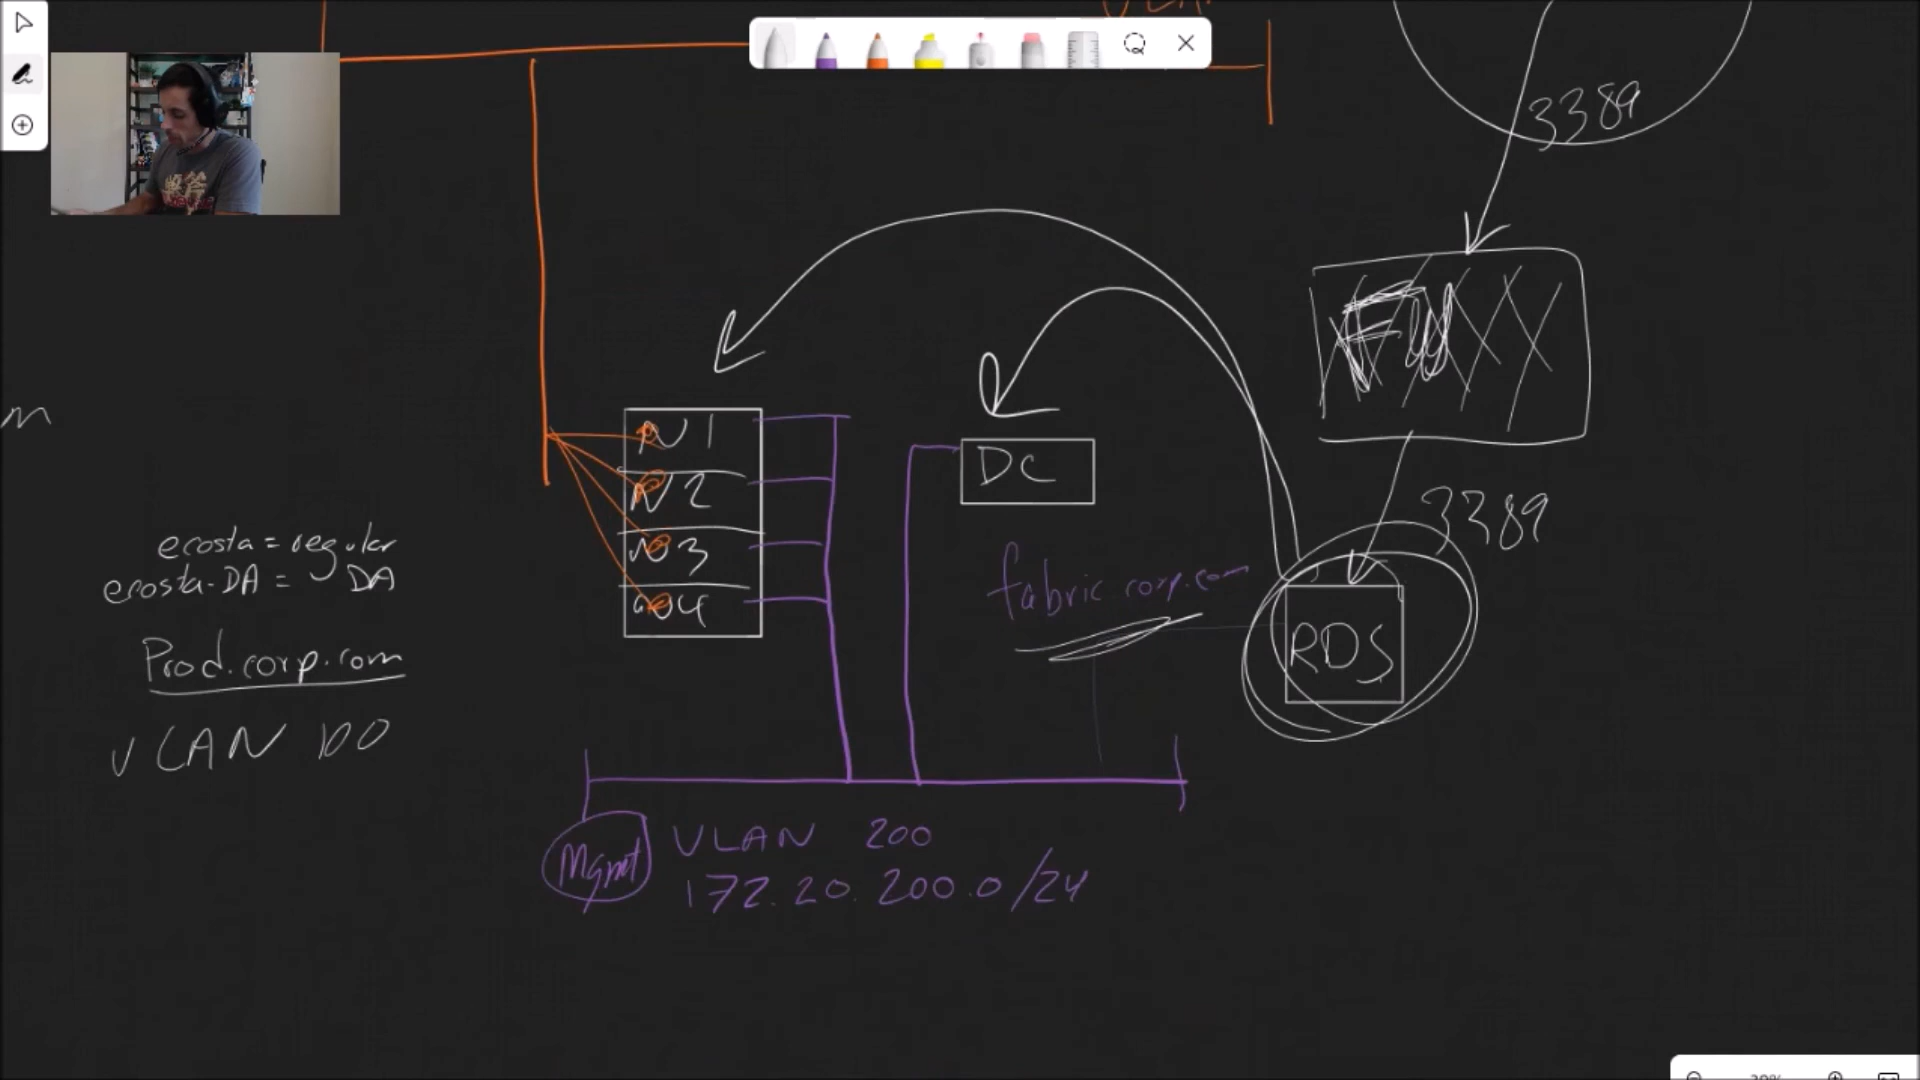 3389
FW
N1
N2
N3
DC
3389
ecosta = regular
ecosta-DA = DA
fabric.corp.com
RDS
Prod.corp.com
VLAN 100
Mgmt
VLAN 200
172.20.200.0/24